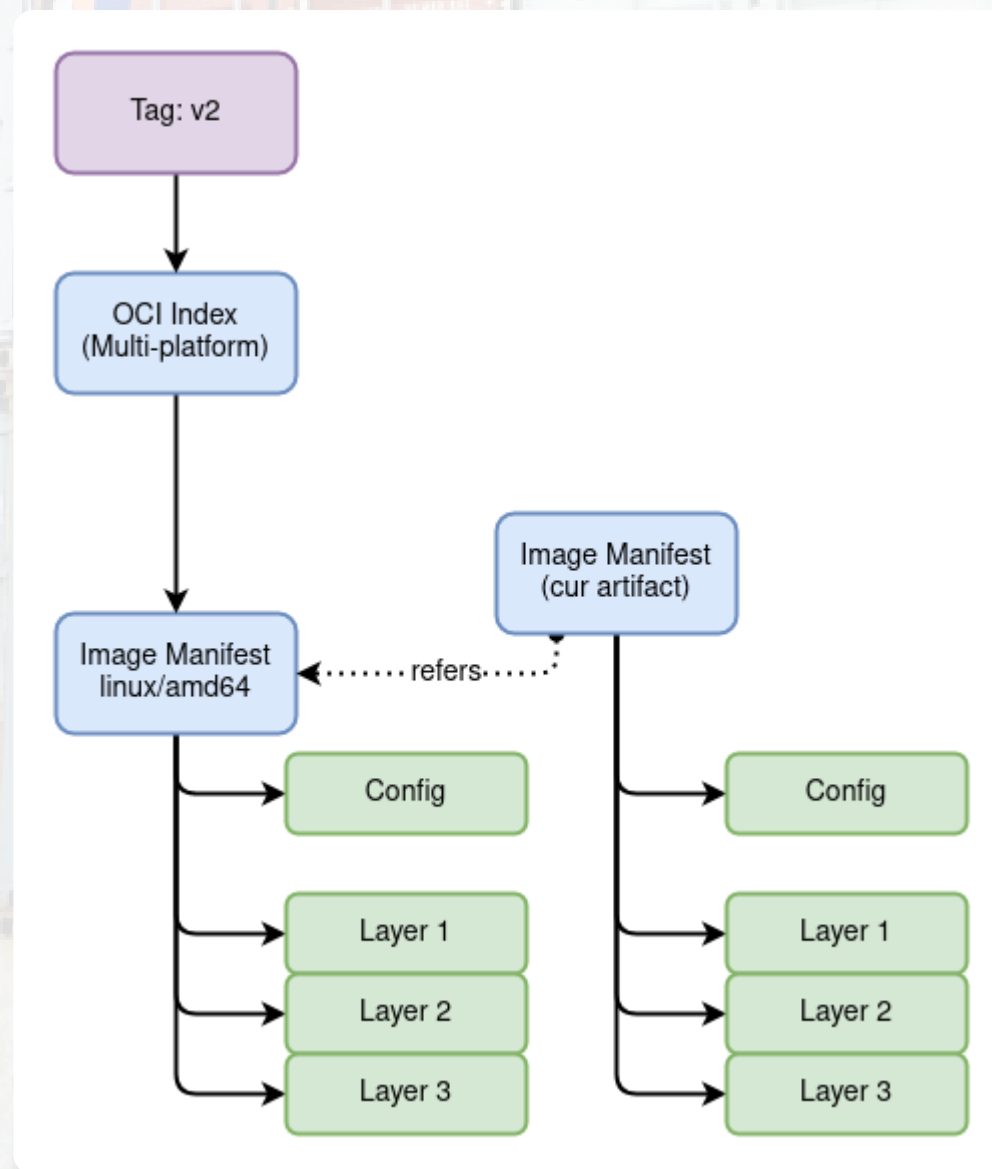 Tag: v2
OCI Index
(Multi-platform)
Image Manifest
(cur artifact)
Image Manifest
linux/amd64
refers
Config
Config
Layer 1
Layer 1
Layer 2
Layer 2
Layer 3
Layer 3